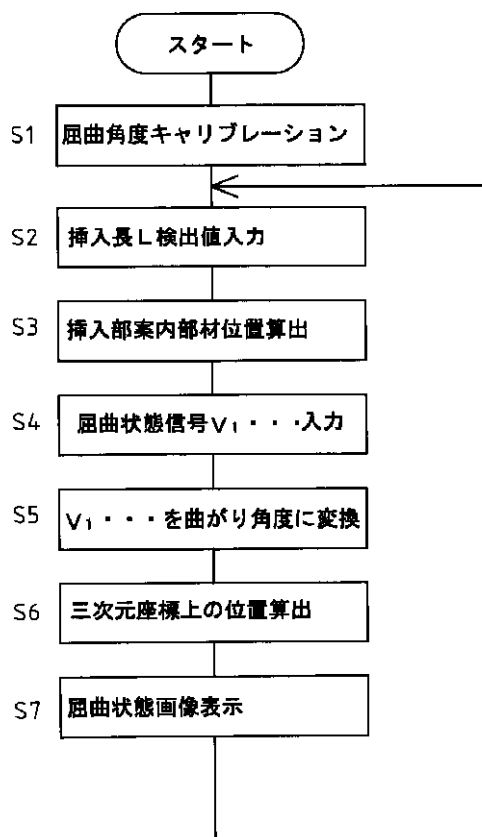 スタート
S1 屈曲角度キャリブレーション
S2 挿入長L検出値入力
S3 挿入部案内部材位置算出
S4 屈曲状態信号V₁・・・入力
S5 V₁・・・を曲がり角度に変換
S6 三次元座標上の位置算出
S7 屈曲状態画像表示